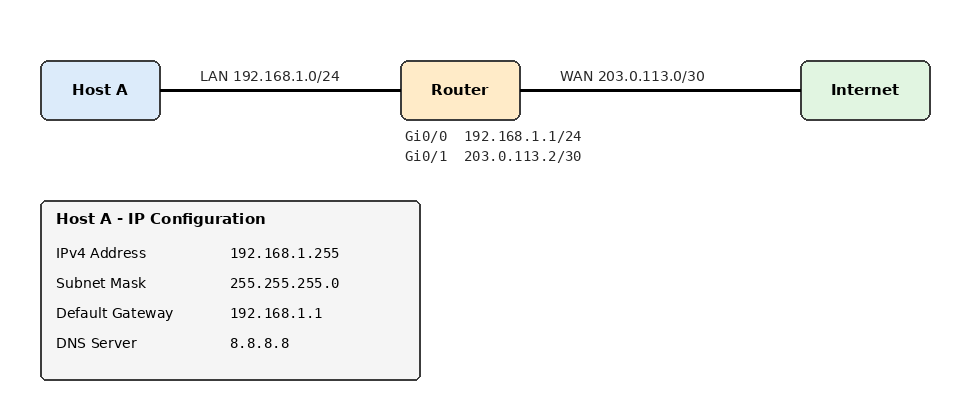 Host A
LAN 192.168.1.0/24
Router
WAN 203.0.113.0/30
Internet
Gi0/0 192.168.1.1/24
Gi0/1 203.0.113.2/30
Host A - IP Configuration
IPv4 Address 192.168.1.255
Subnet Mask 255.255.255.0
Default Gateway 192.168.1.1
DNS Server 8.8.8.8